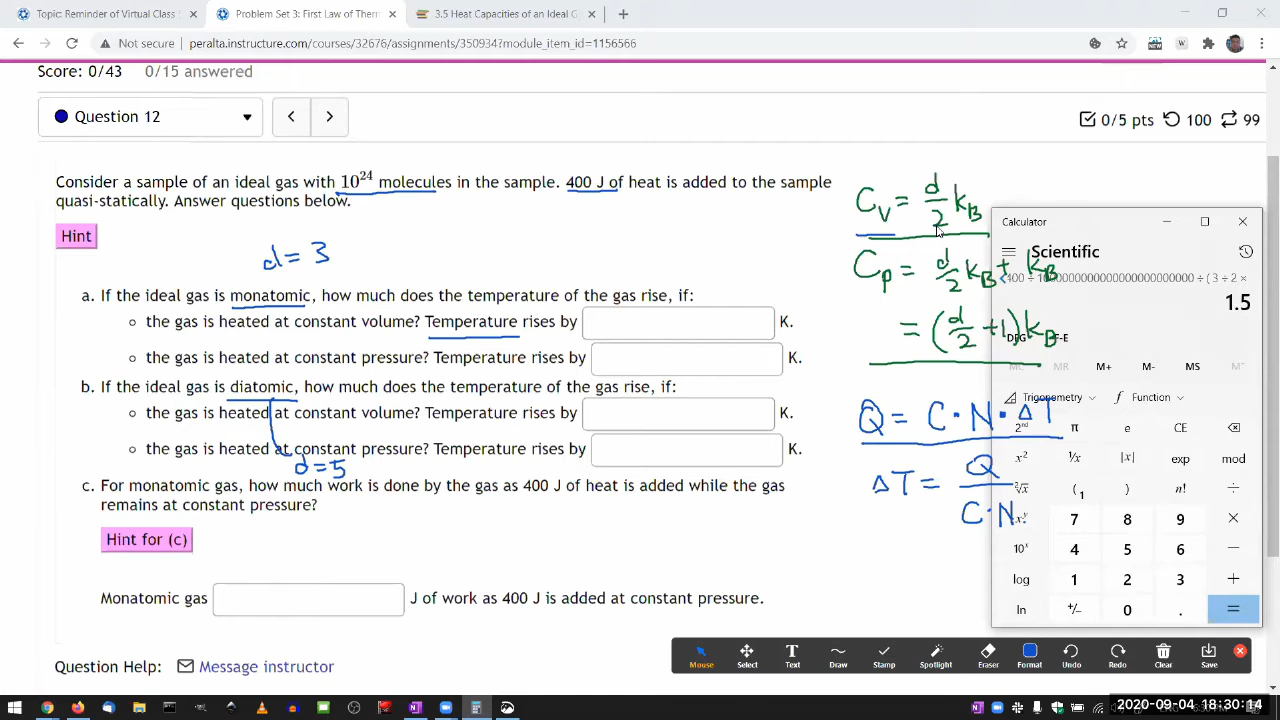 Topic: Reminder of Virtual Class
Problem Set 3: First Law of Ther
3.5 Heat Capacities of an Ideal G
Not secure | peralta.instructure.com/courses/32676/assignments/350934?module_item_id=1156566
Score: 0/43 0/15 answered
Question 12
0/5 pts 100 99
Consider a sample of an ideal gas with 10^24 molecules in the sample. 400 J of heat is added to the sample
quasi-statically. Answer questions below.
Hint
d = 3
a. If the ideal gas is monatomic, how much does the temperature of the gas rise, if:
the gas is heated at constant volume? Temperature rises by K.
the gas is heated at constant pressure? Temperature rises by K.
b. If the ideal gas is diatomic, how much does the temperature of the gas rise, if:
the gas is heated at constant volume? Temperature rises by K.
the gas is heated at constant pressure? Temperature rises by K.
d = 5
c. For monatomic gas, how much work is done by the gas as 400 J of heat is added while the gas
remains at constant pressure?
Hint for (c)
Monatomic gas J of work as 400 J is added at constant pressure.
Question Help: Message instructor
C_V = d/2 k_B
C_p = d/2 k_B + k_B
= (d/2 + 1) k_B
Q = C · N · ΔT
ΔT = Q/(C · N)
Calculator
Scientific
1.5
DEG F-E
MR M+ M- MS
Trigonometry Function
2nd π e CE
x² ¹/x |x| exp mod
( ) n! ÷
7 8 9 ×
10ˣ 4 5 6 −
log 1 2 3 +
ln +/− 0 . =
Mouse Select Text Draw Stamp Spotlight Eraser Format Undo Redo Clear Save
2020-09-04 18:30:14